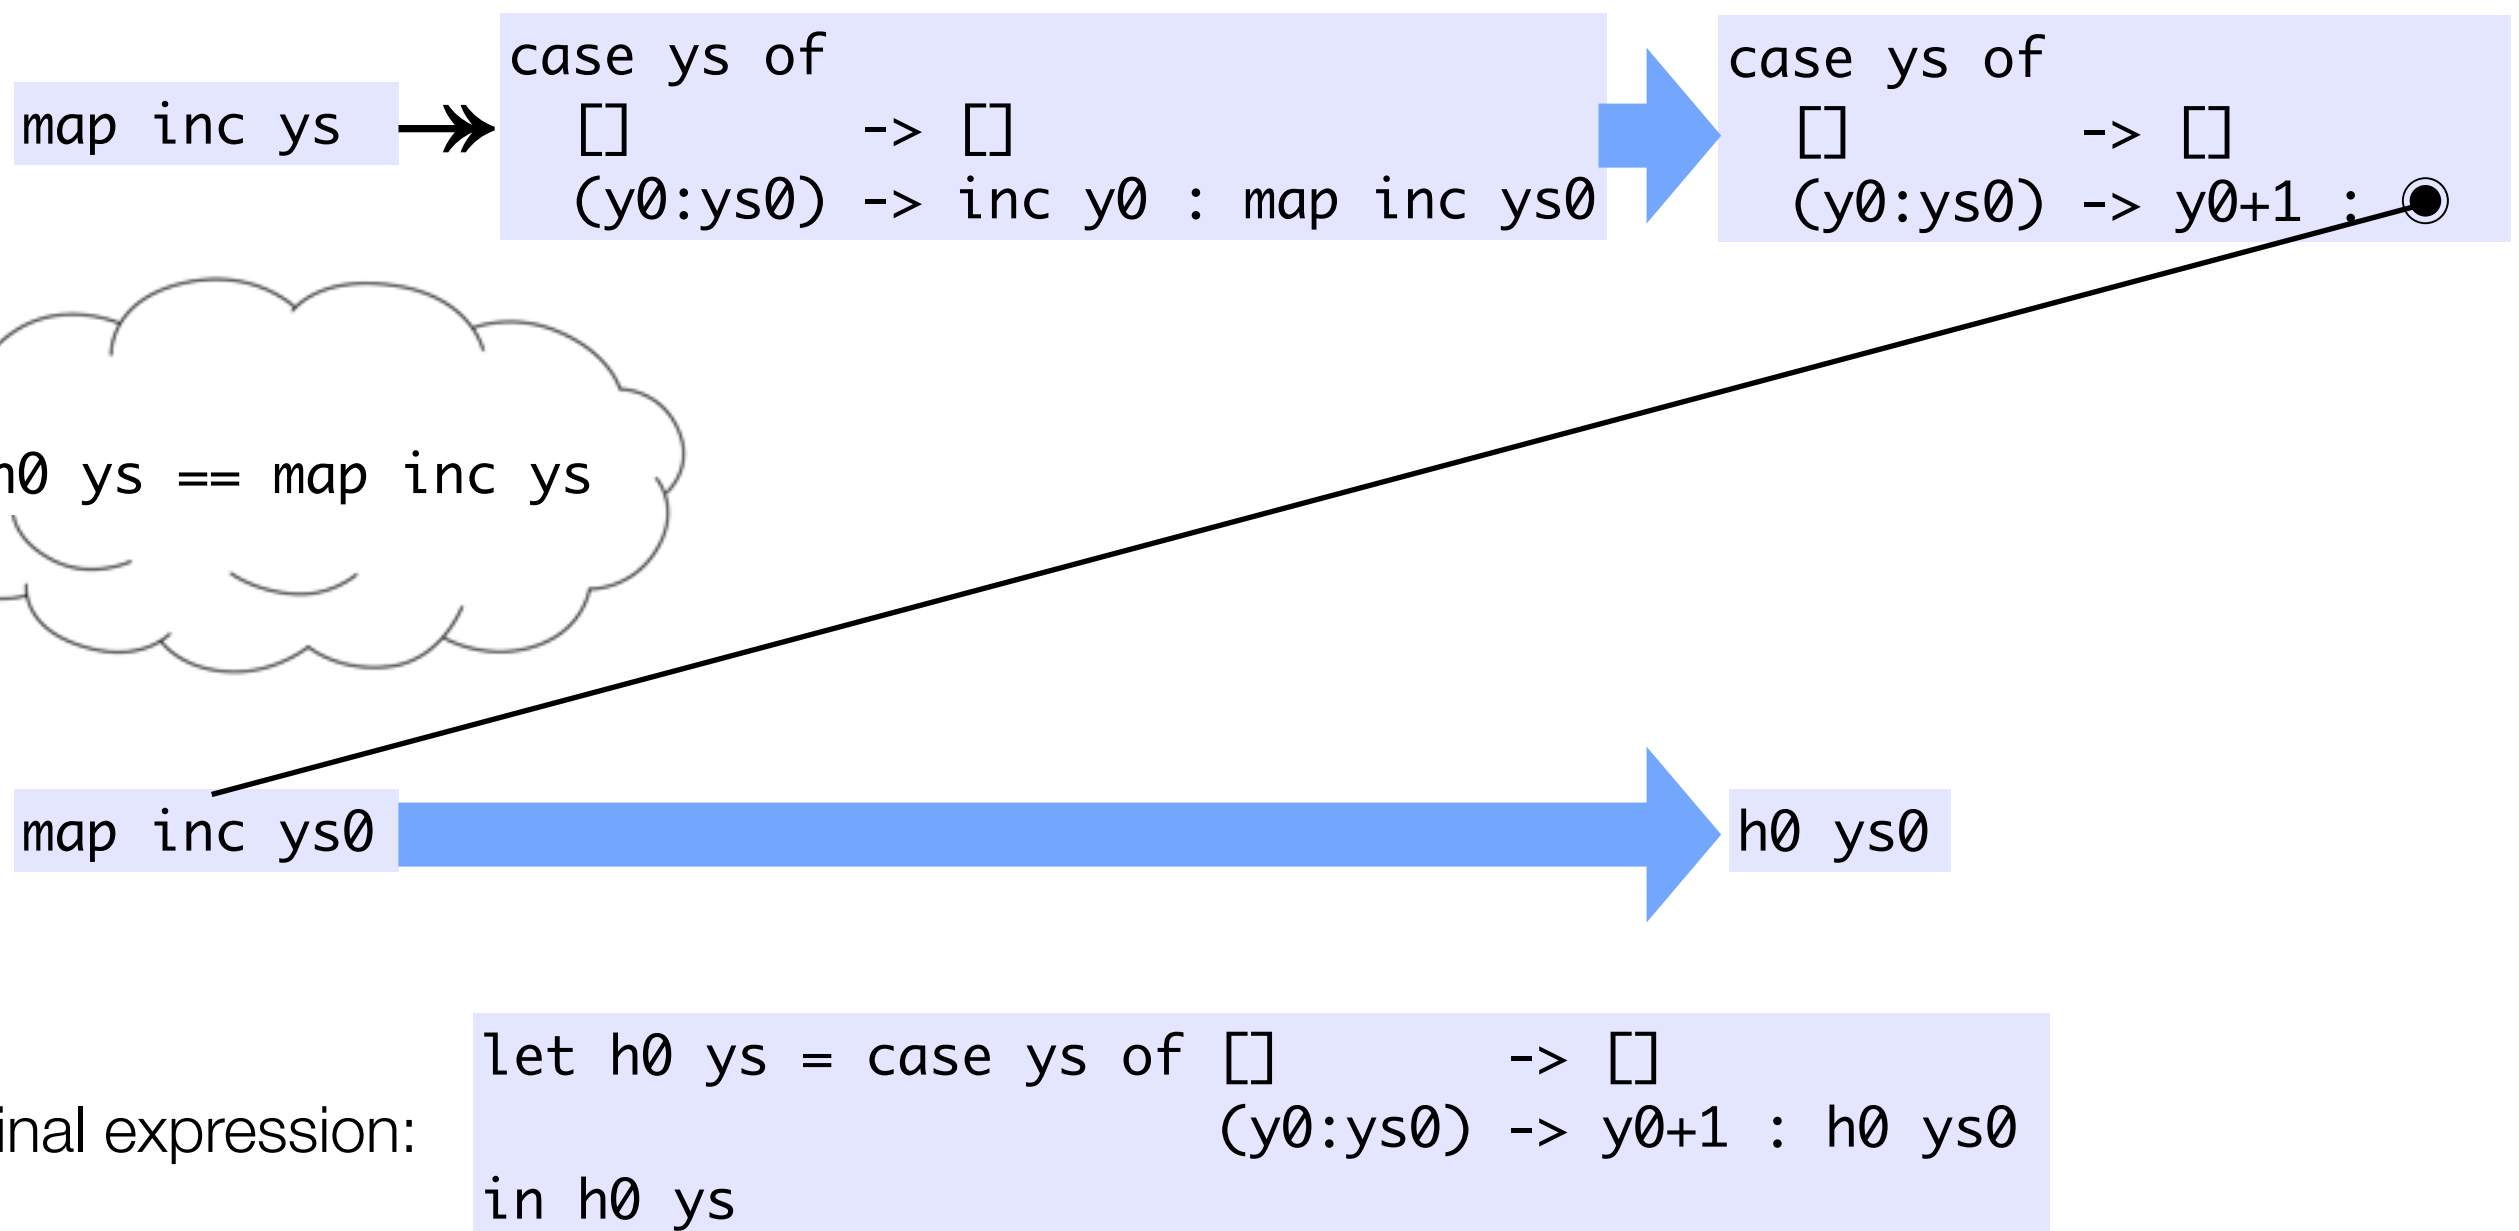 map inc ys
case ys of
[] -> []
(y0:ys0) -> inc y0 : map inc ys0
case ys of
[] -> []
(y0:ys0) -> y0+1 :
h0 ys == map inc ys
map inc ys0
h0 ys0
inal expression:
let h0 ys = case ys of [] -> []
(y0:ys0) -> y0+1 : h0 ys0
in h0 ys